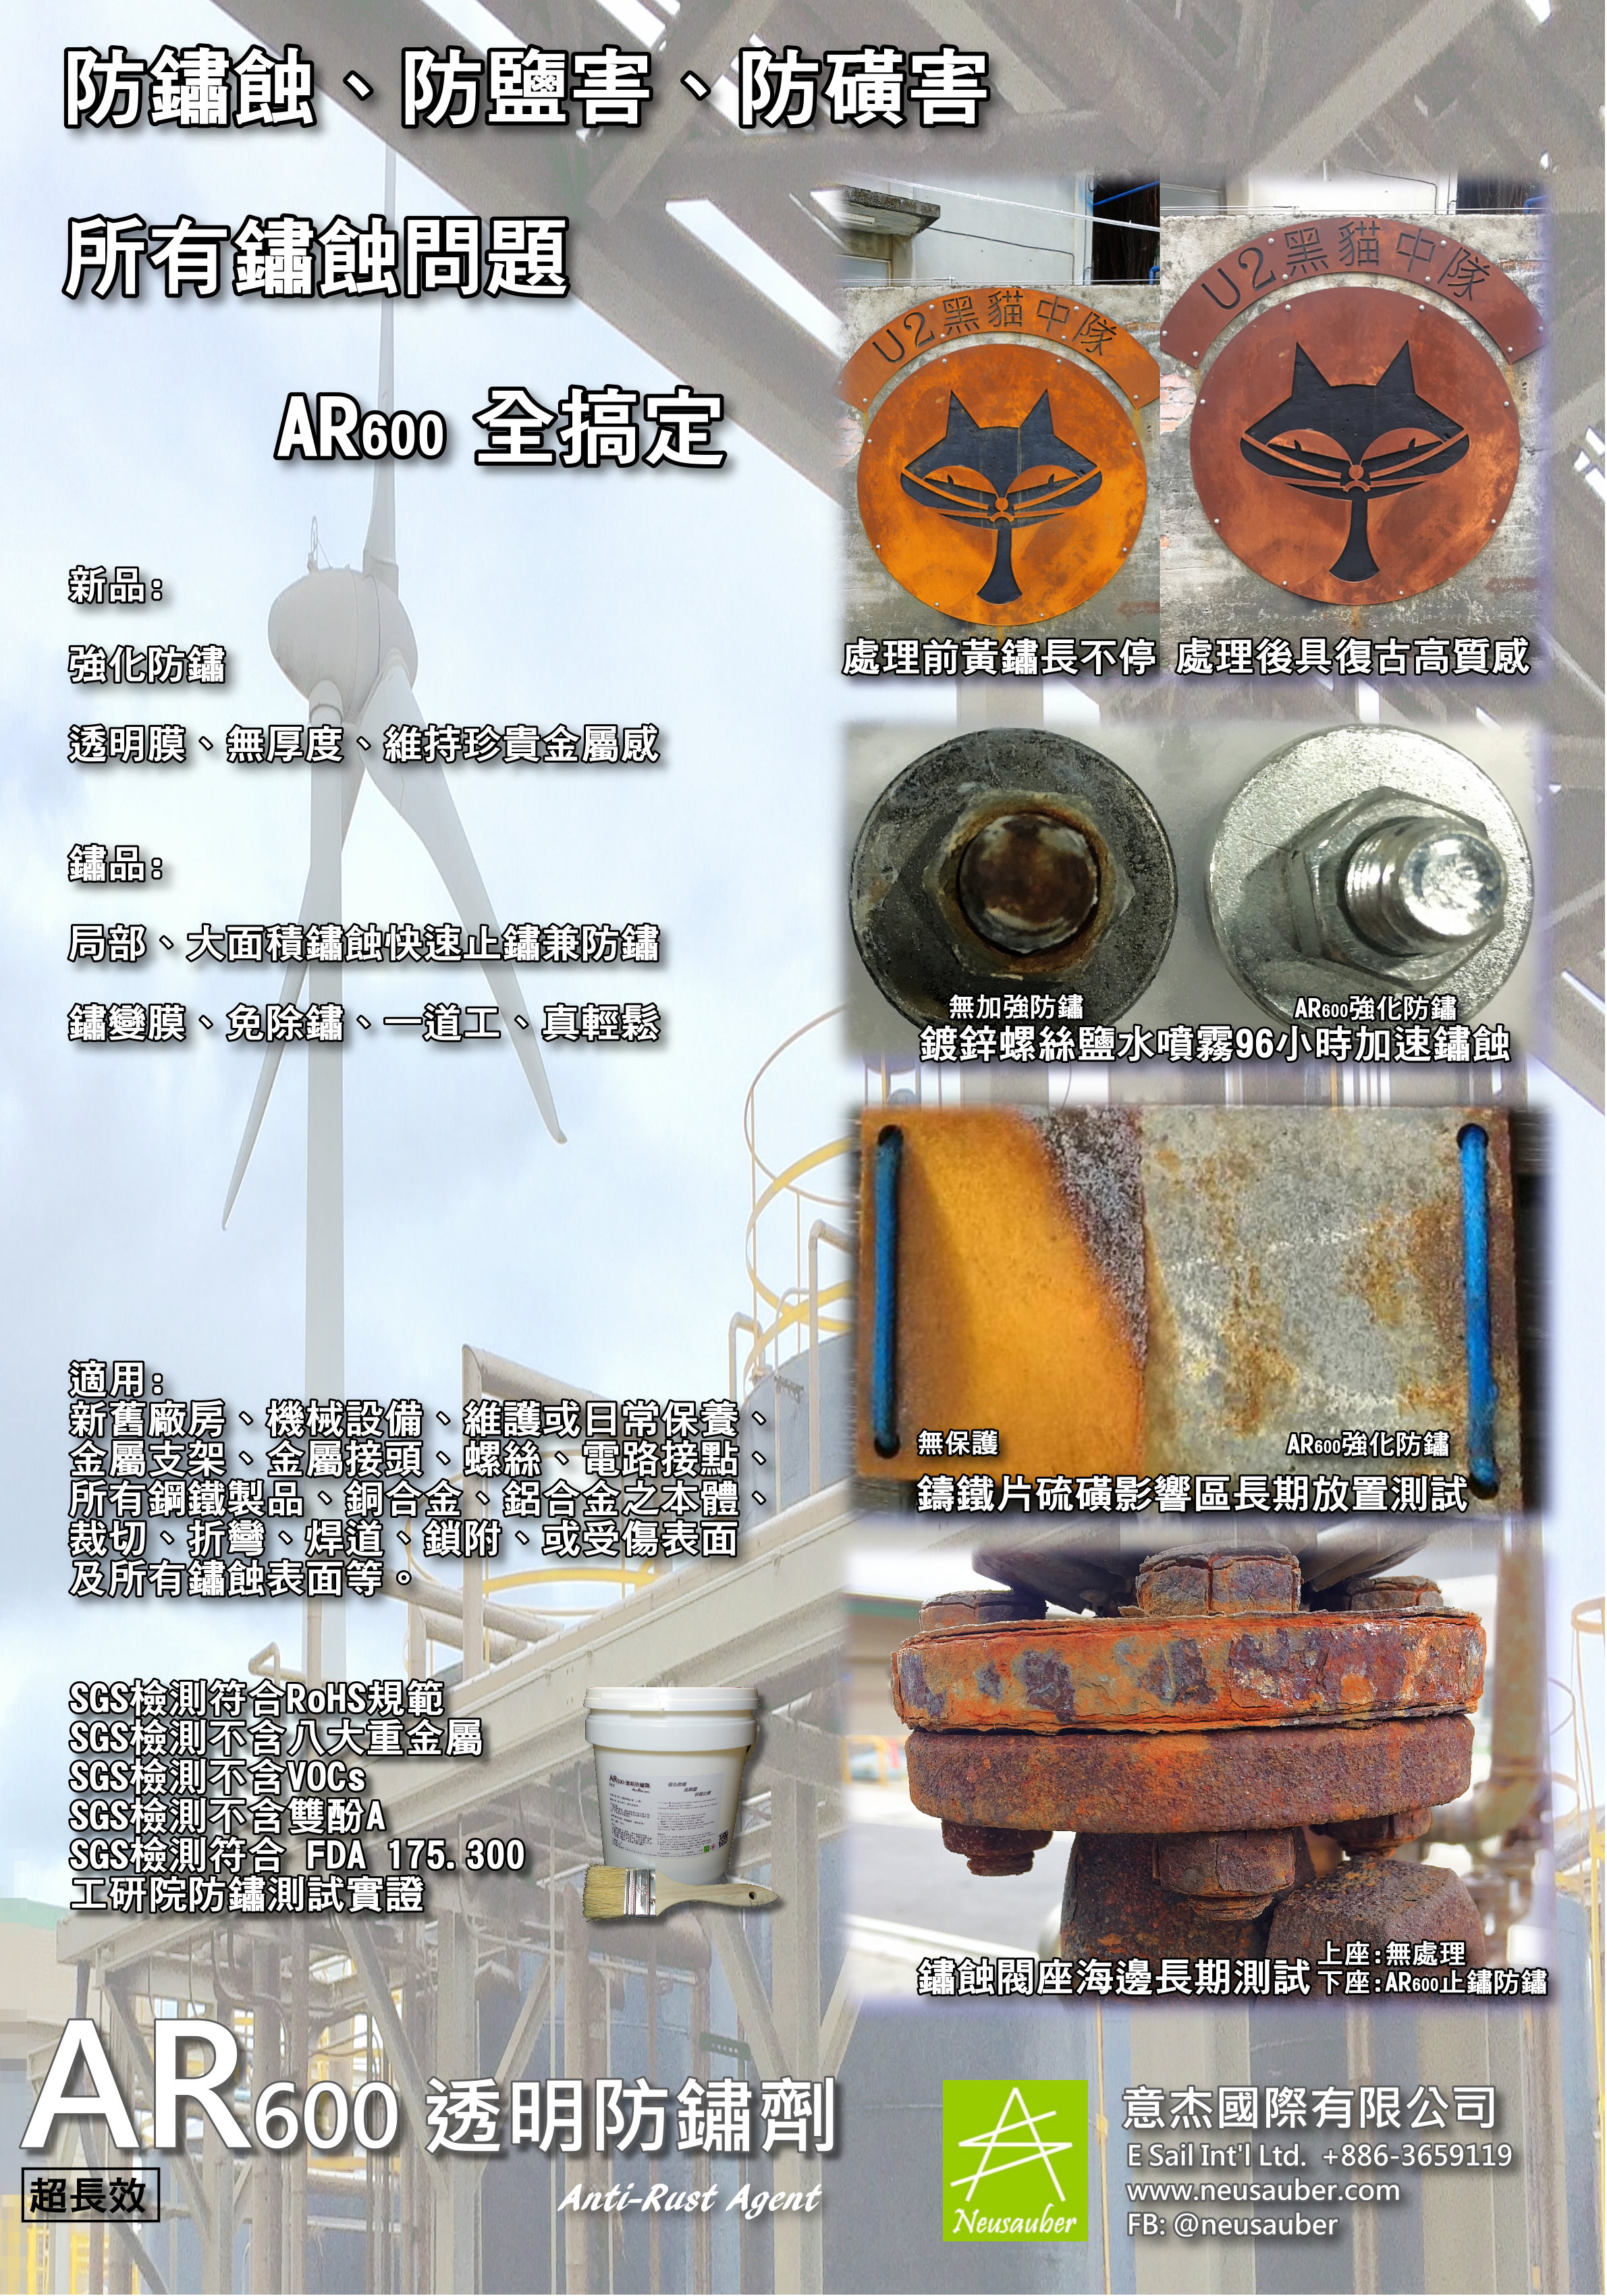 防鏽蝕、防鹽害、防磺害
所有鏽蝕問題
AR600 全搞定
新品:
強化防鏽
透明膜、無厚度、維持珍貴金屬感
鏽品:
局部、大面積鏽蝕快速止鏽兼防鏽
鏽變膜、免除鏽、一道工、真輕鬆
適用:
新舊廠房、機械設備、維護或日常保養、
金屬支架、金屬接頭、螺絲、電路接點、
所有鋼鐵製品、銅合金、鋁合金之本體、
裁切、折彎、焊道、鎖附、或受傷表面
及所有鏽蝕表面等。
SGS檢測符合RoHS規範
SGS檢測不含八大重金屬
SGS檢測不含VOCs
SGS檢測不含雙酚A
SGS檢測符合 FDA 175.300
工研院防鏽測試實證
U2黑貓中隊
U2黑貓中隊
處理前黃鏽長不停
處理後具復古高質感
無加強防鏽
AR600強化防鏽
鍍鋅螺絲鹽水噴霧96小時加速鏽蝕
無保護
AR600強化防鏽
鑄鐵片硫磺影響區長期放置測試
鏽蝕閥座海邊長期測試
上座:無處理
下座:AR600止鏽防鏽
AR600 透明防鏽劑
超長效
Anti-Rust Agent
Neusauber
意杰國際有限公司
E Sail Int'l Ltd. +886-3659119
www.neusauber.com
FB: @neusauber